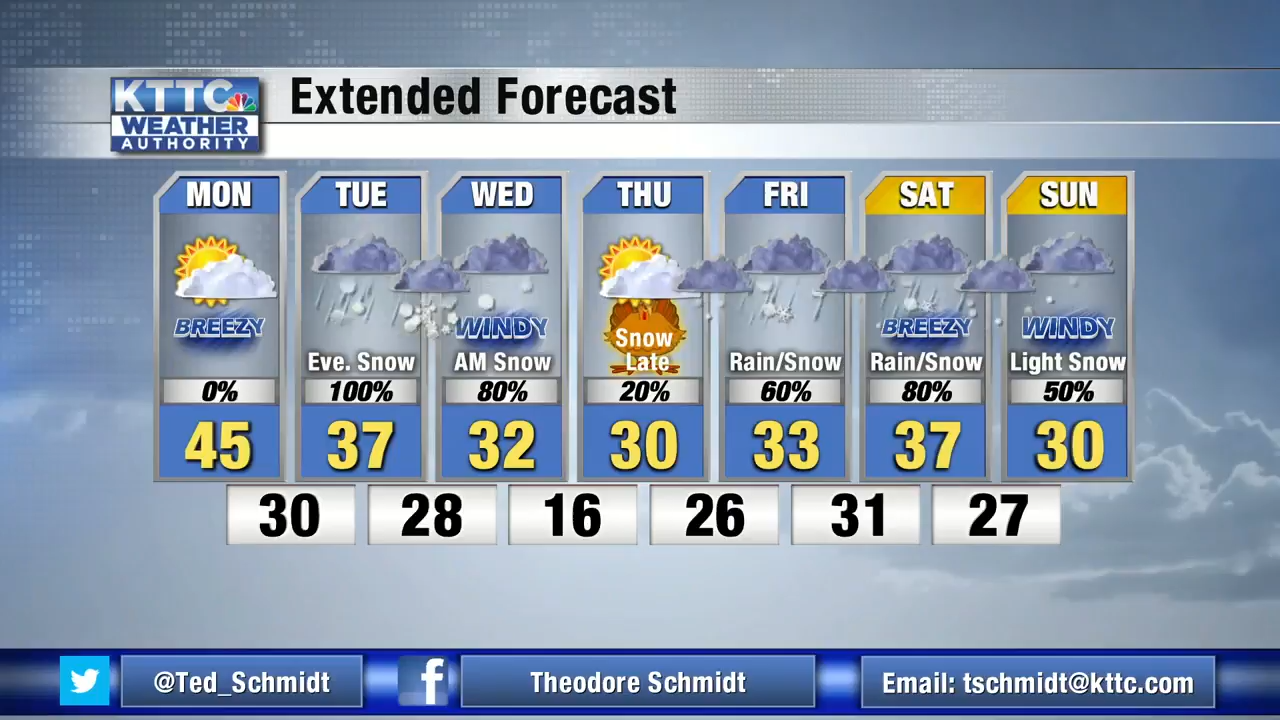 KTTC
WEATHER
AUTHORITY
Extended Forecast
MON TUE WED THU FRI SAT SUN
BREEZY WINDY Snow BREEZY WINDY
Eve. Snow AM Snow Late Rain/Snow Rain/Snow Light Snow
0% 100% 80% 20% 60% 80% 50%
45 37 32 30 33 37 30
30 28 16 26 31 27
@Ted_Schmidt f Theodore Schmidt Email: tschmidt@kttc.com